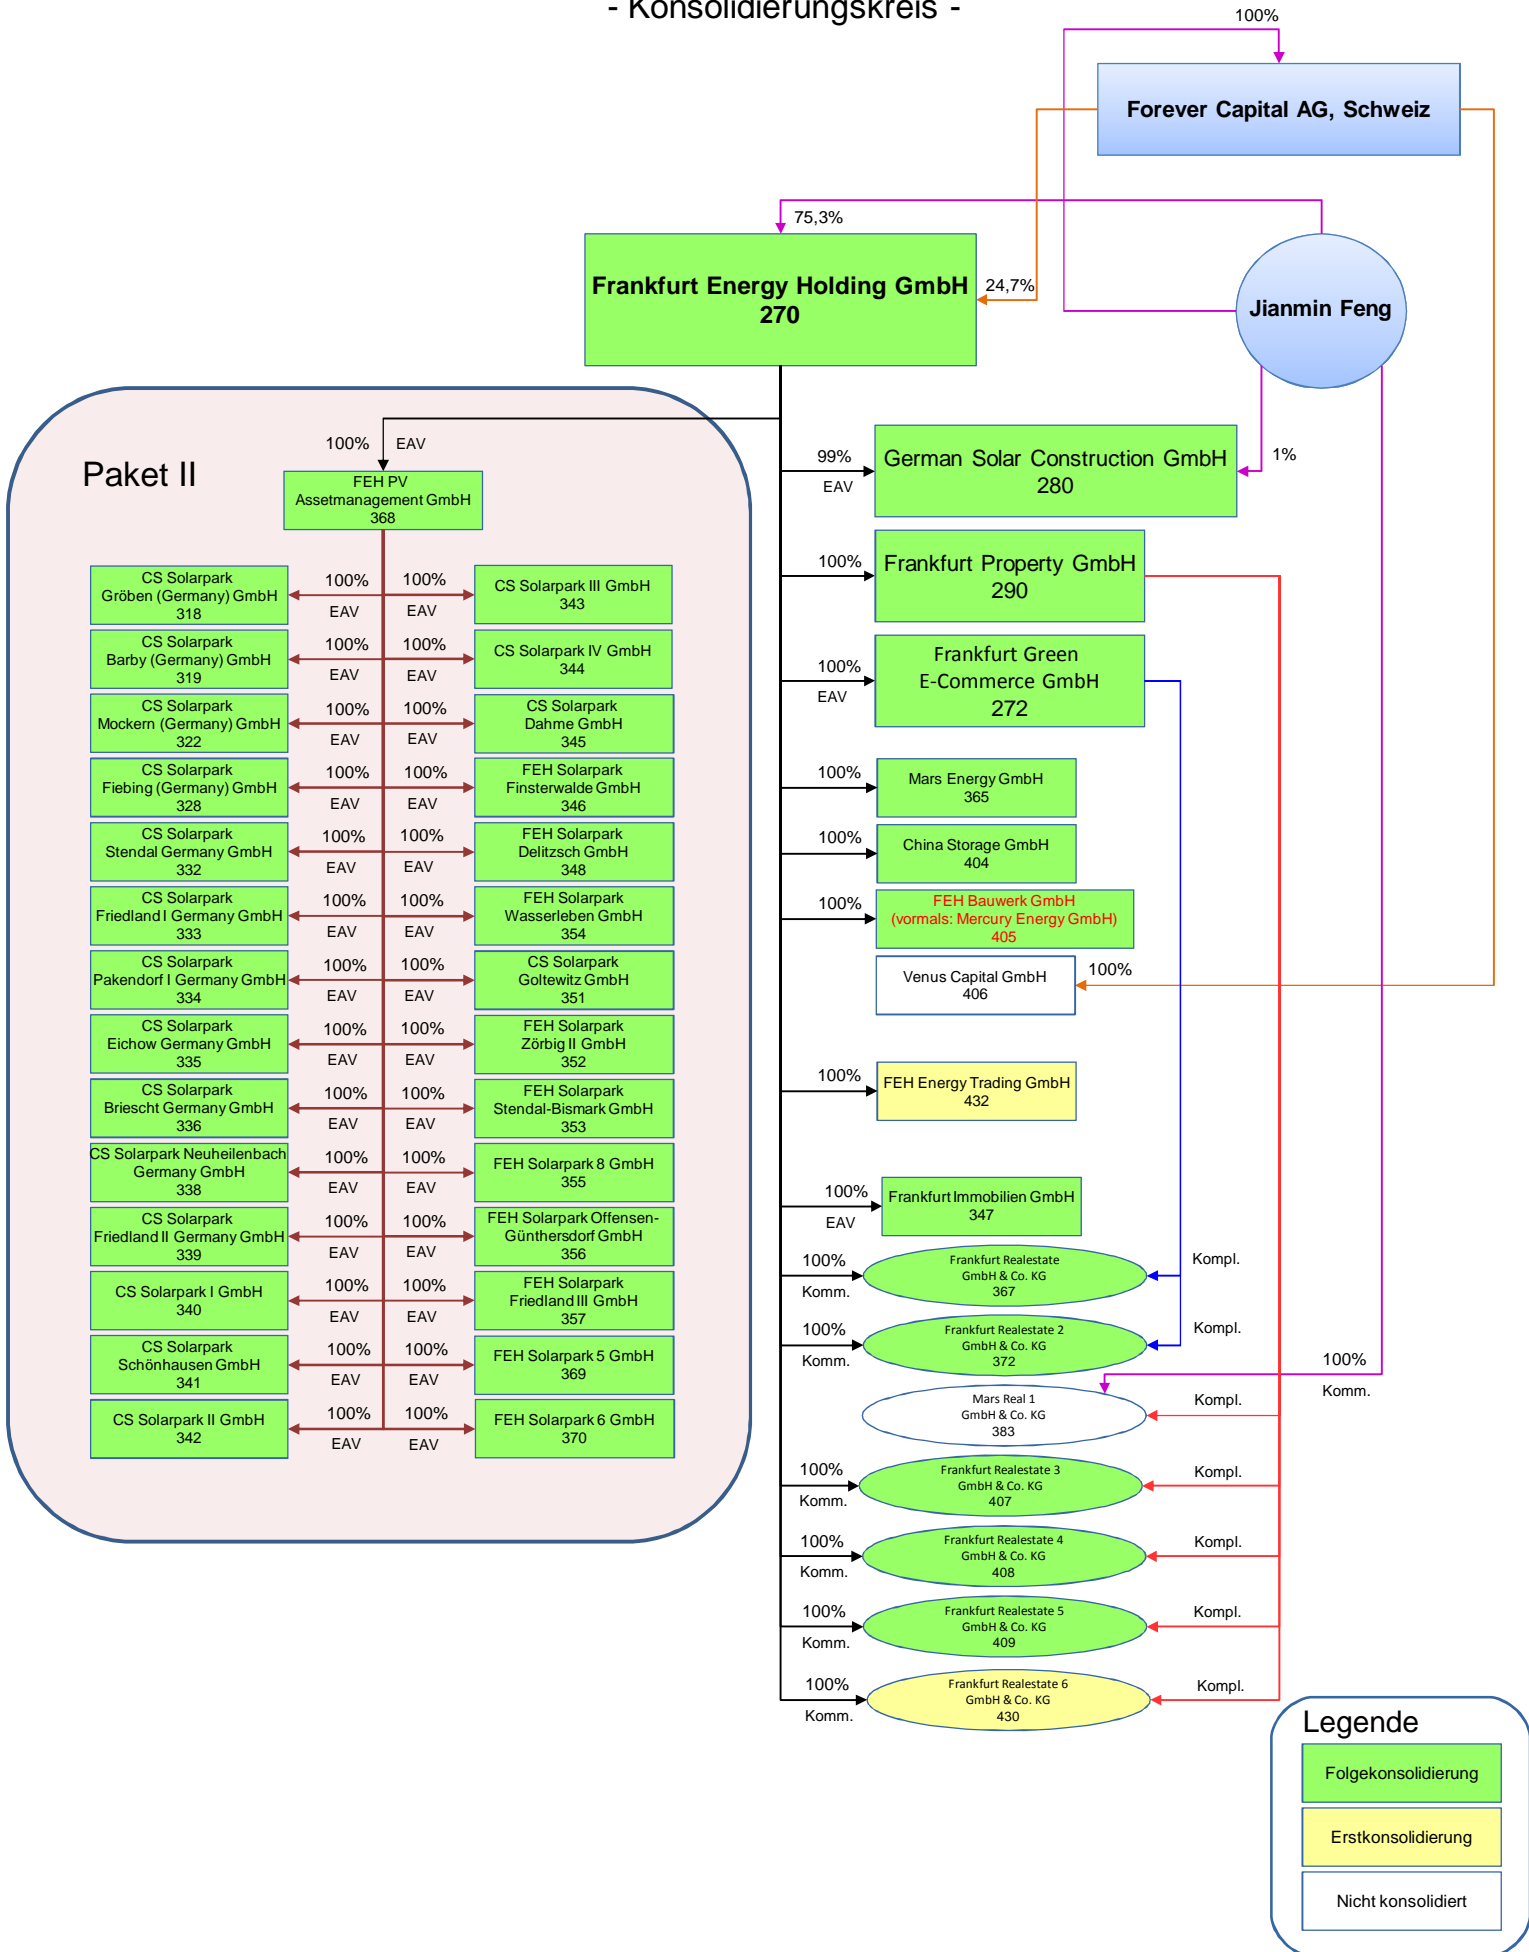 - Konsolidierungskreis -
100%
Forever Capital AG, Schweiz
75,3%
Frankfurt Energy Holding GmbH
270
24,7%
Jianmin Feng
Paket II
100%
EAV
FEH PV
Assetmanagement GmbH
368
CS Solarpark
Gröben (Germany) GmbH
318
100%
EAV
100%
EAV
CS Solarpark III GmbH
343
CS Solarpark
Barby (Germany) GmbH
319
100%
EAV
100%
EAV
CS Solarpark IV GmbH
344
CS Solarpark
Mockern (Germany) GmbH
322
100%
EAV
100%
EAV
CS Solarpark
Dahme GmbH
345
CS Solarpark
Fiebing (Germany) GmbH
328
100%
EAV
100%
EAV
FEH Solarpark
Finsterwalde GmbH
346
CS Solarpark
Stendal Germany GmbH
332
100%
EAV
100%
EAV
FEH Solarpark
Delitzsch GmbH
348
CS Solarpark
Friedland I Germany GmbH
333
100%
EAV
100%
EAV
FEH Solarpark
Wasserleben GmbH
354
CS Solarpark
Pakendorf I Germany GmbH
334
100%
EAV
100%
EAV
CS Solarpark
Goltewitz GmbH
351
CS Solarpark
Eichow Germany GmbH
335
100%
EAV
100%
EAV
FEH Solarpark
Zörbig II GmbH
352
CS Solarpark
Briescht Germany GmbH
336
100%
EAV
100%
EAV
FEH Solarpark
Stendal-Bismark GmbH
353
CS Solarpark Neuheilenbach
Germany GmbH
338
100%
EAV
100%
EAV
FEH Solarpark 8 GmbH
355
CS Solarpark
Friedland II Germany GmbH
339
100%
EAV
100%
EAV
FEH Solarpark Offensen-
Günthersdorf GmbH
356
CS Solarpark I GmbH
340
100%
EAV
100%
EAV
FEH Solarpark
Friedland III GmbH
357
CS Solarpark
Schönhausen GmbH
341
100%
EAV
100%
EAV
FEH Solarpark 5 GmbH
369
CS Solarpark II GmbH
342
100%
EAV
100%
EAV
FEH Solarpark 6 GmbH
370
99%
EAV
German Solar Construction GmbH
280
1%
100%
Frankfurt Property GmbH
290
100%
EAV
Frankfurt Green
E-Commerce GmbH
272
100%
Mars Energy GmbH
365
100%
China Storage GmbH
404
100%
FEH Bauwerk GmbH
(vormals: Mercury Energy GmbH)
405
Venus Capital GmbH
406
100%
100%
FEH Energy Trading GmbH
432
100%
EAV
Frankfurt Immobilien GmbH
347
100%
Komm.
Frankfurt Realestate
GmbH & Co. KG
367
Kompl.
100%
Komm.
Frankfurt Realestate 2
GmbH & Co. KG
372
Kompl.
100%
Komm.
Mars Real 1
GmbH & Co. KG
383
Kompl.
100%
Komm.
Frankfurt Realestate 3
GmbH & Co. KG
407
Kompl.
100%
Komm.
Frankfurt Realestate 4
GmbH & Co. KG
408
Kompl.
100%
Komm.
Frankfurt Realestate 5
GmbH & Co. KG
409
Kompl.
100%
Komm.
Frankfurt Realestate 6
GmbH & Co. KG
430
Kompl.
Legende
Folgekonsolidierung
Erstkonsolidierung
Nicht konsolidiert